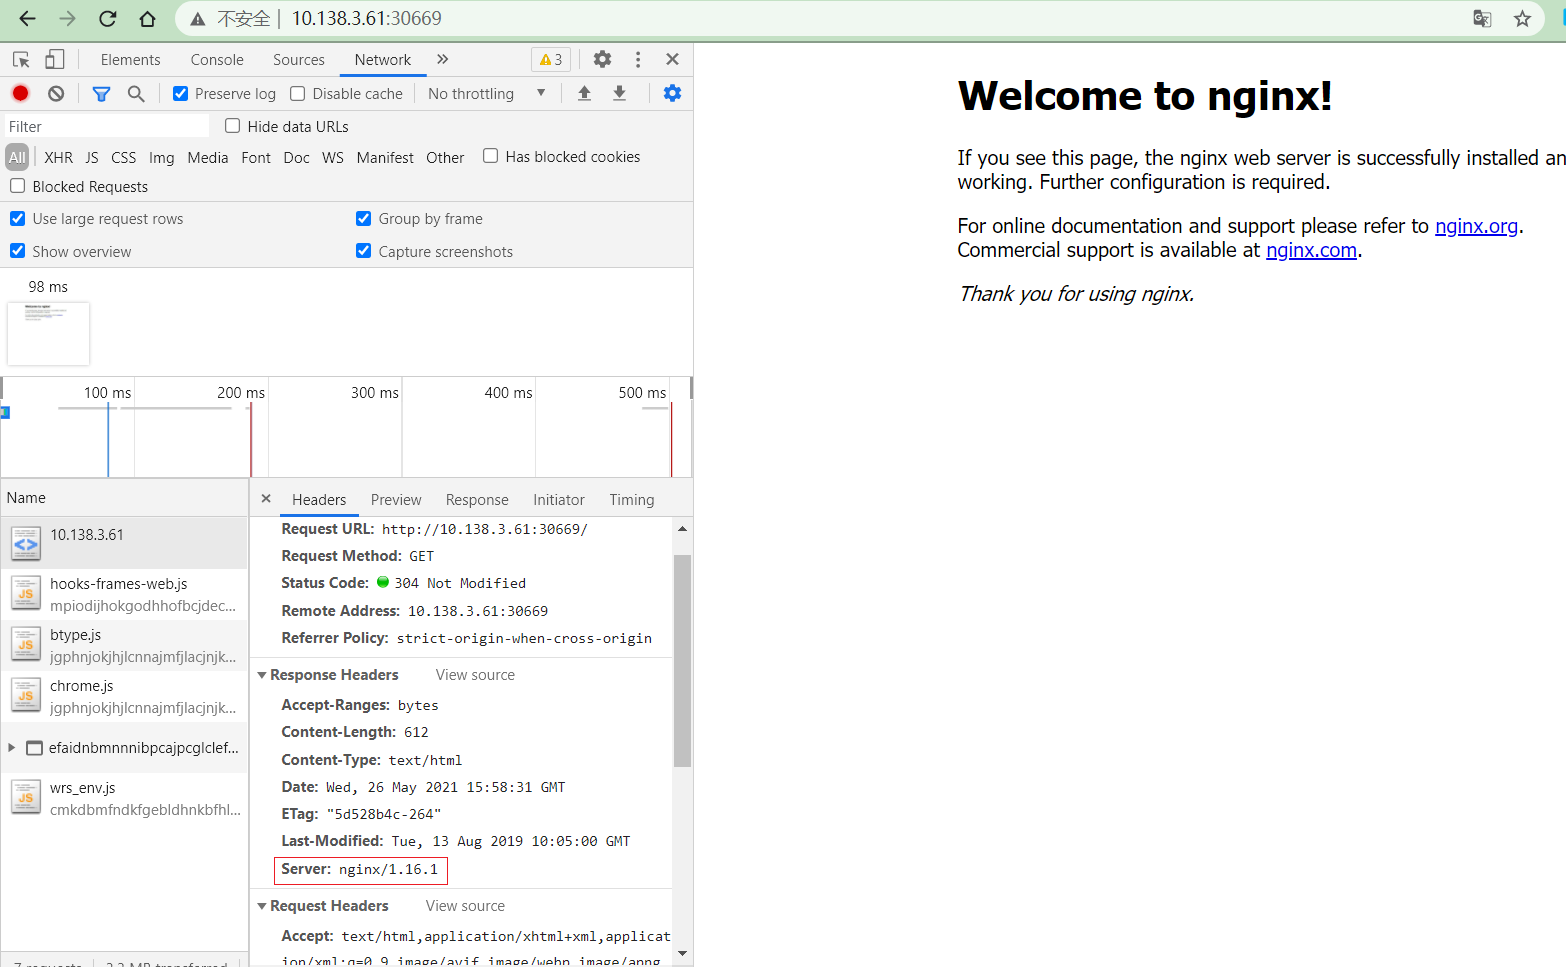 不安全 | 10.138.3.61:30669
Elements Console Sources Network 3
Preserve log Disable cache No throttling
Filter Hide data URLs
All XHR JS CSS Img Media Font Doc WS Manifest Other Has blocked cookies
Blocked Requests
Use large request rows Group by frame
Show overview Capture screenshots
98 ms
100 ms 200 ms 300 ms 400 ms 500 ms
Name
10.138.3.61
hooks-frames-web.js
mpiodijhokgodhhofbcjdec...
btype.js
jgphnjokjhjlcnnajmfjlacjnjk...
chrome.js
jgphnjokjhjlcnnajmfjlacjnjk...
efaidnbmnnnibpcajpcglclef...
wrs_env.js
cmkdbmfndkfgebldhnkbfhl...
7 requests 2.2 MB transferred
Headers Preview Response Initiator Timing
Request URL: http://10.138.3.61:30669/
Request Method: GET
Status Code: 304 Not Modified
Remote Address: 10.138.3.61:30669
Referrer Policy: strict-origin-when-cross-origin
Response Headers View source
Accept-Ranges: bytes
Content-Length: 612
Content-Type: text/html
Date: Wed, 26 May 2021 15:58:31 GMT
ETag: "5d528b4c-264"
Last-Modified: Tue, 13 Aug 2019 10:05:00 GMT
Server: nginx/1.16.1
Request Headers View source
Accept: text/html,application/xhtml+xml,applicat
ion/xml;q=0.9,image/avif,image/webp,image/apng,
Welcome to nginx!
If you see this page, the nginx web server is successfully installed an
working. Further configuration is required.
For online documentation and support please refer to nginx.org.
Commercial support is available at nginx.com.
Thank you for using nginx.